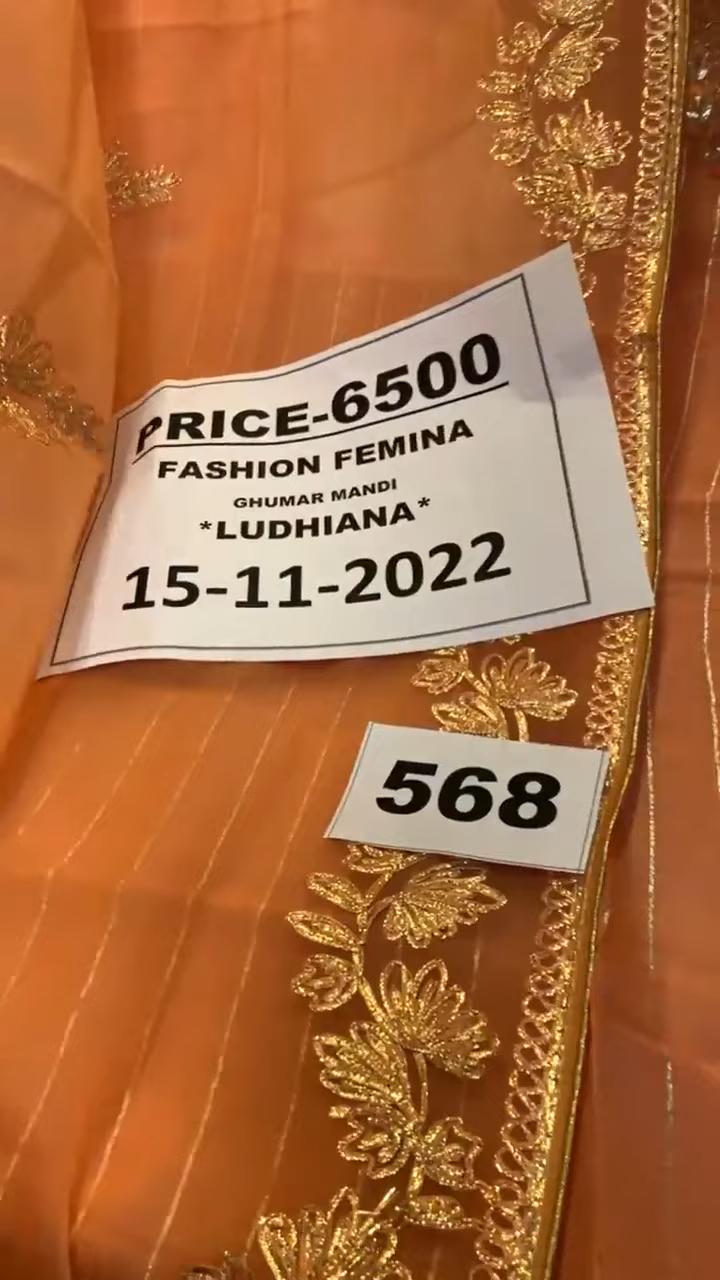 PRICE-6500
FASHION FEMINA
GHUMAR MANDI
*LUDHIANA*
15-11-2022
568